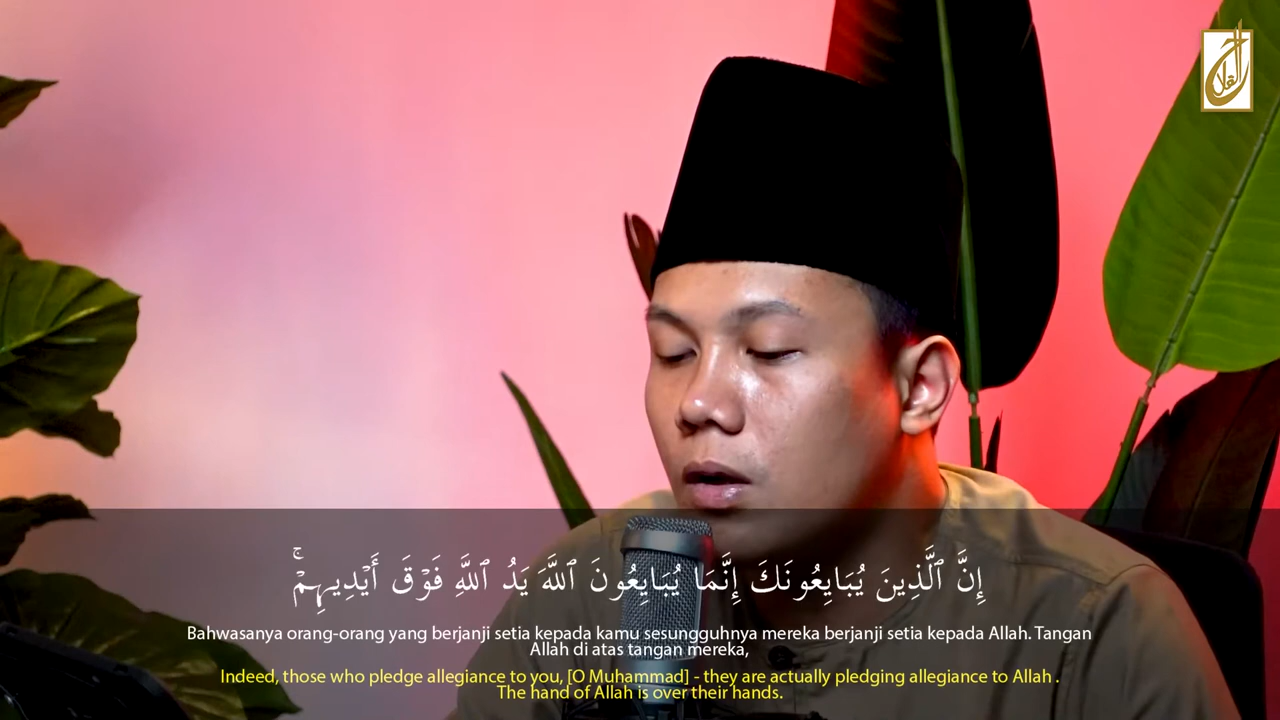 إِنَّ ٱلَّذِينَ يُبَايِعُونَكَ إِنَّمَا يُبَايِعُونَ ٱللَّهَ يَدُ ٱللَّهِ فَوْقَ أَيْدِيهِمْ ۚ
Bahwasanya orang-orang yang berjanji setia kepada kamu sesungguhnya mereka berjanji setia kepada Allah. Tangan
Allah di atas tangan mereka,
Indeed, those who pledge allegiance to you, [O Muhammad] - they are actually pledging allegiance to Allah .
The hand of Allah is over their hands.